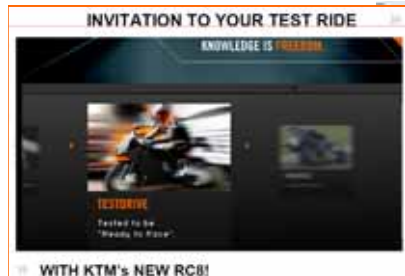 INVITATION TO YOUR TEST RIDE
KNOWLEDGE IS FREEDOM.
TESTDRIVE
Tested to be
"Ready to Race".
WITH KTM's NEW RC8!